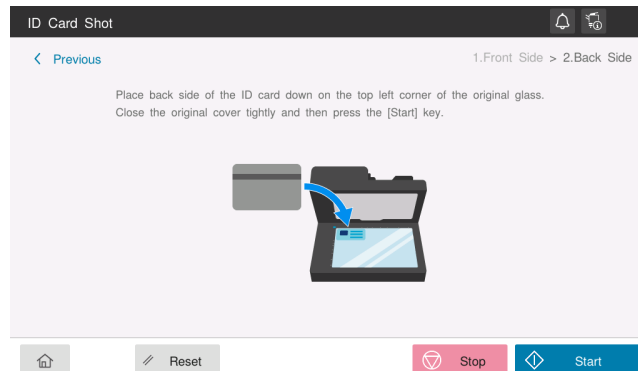 ID Card Shot
Previous
1.Front Side > 2.Back Side
Place back side of the ID card down on the top left corner of the original glass.
Close the original cover tightly and then press the [Start] key.
Reset
Stop
Start